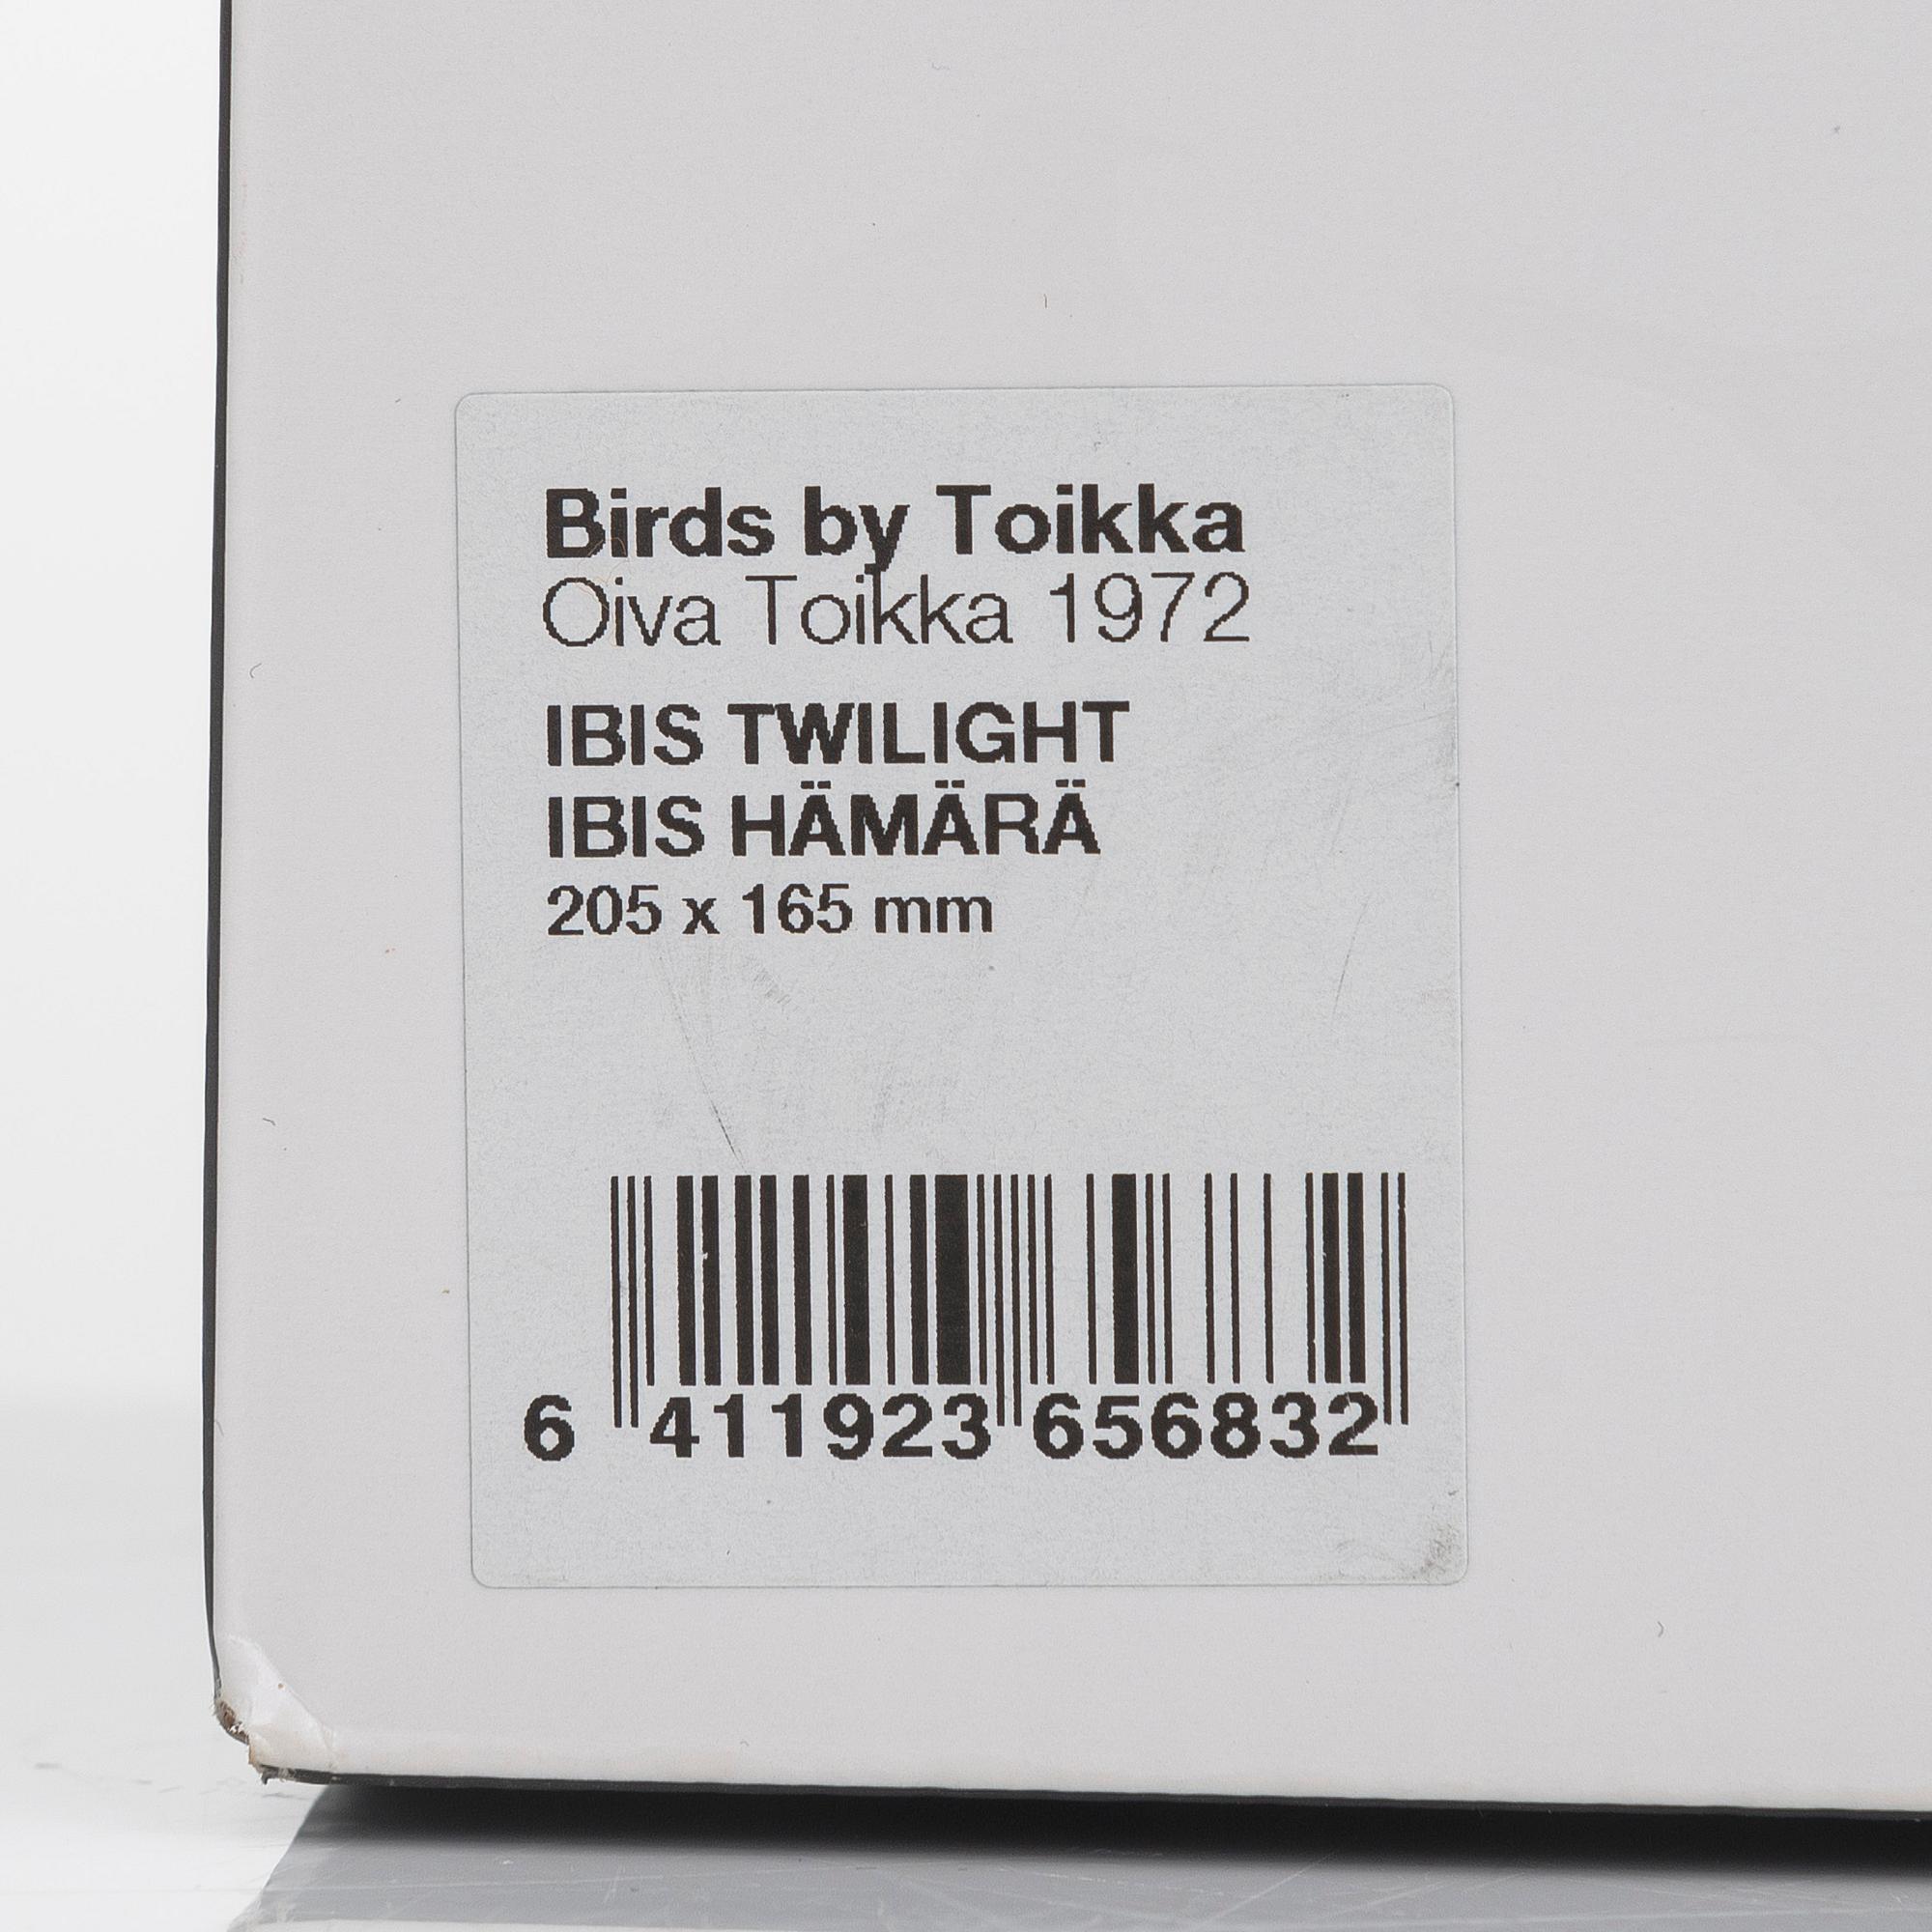 Birds by Toikka
Oiva Toikka 1972
IBIS TWILIGHT
IBIS HÄMÄRÄ
205 x 165 mm
6 411923 656832